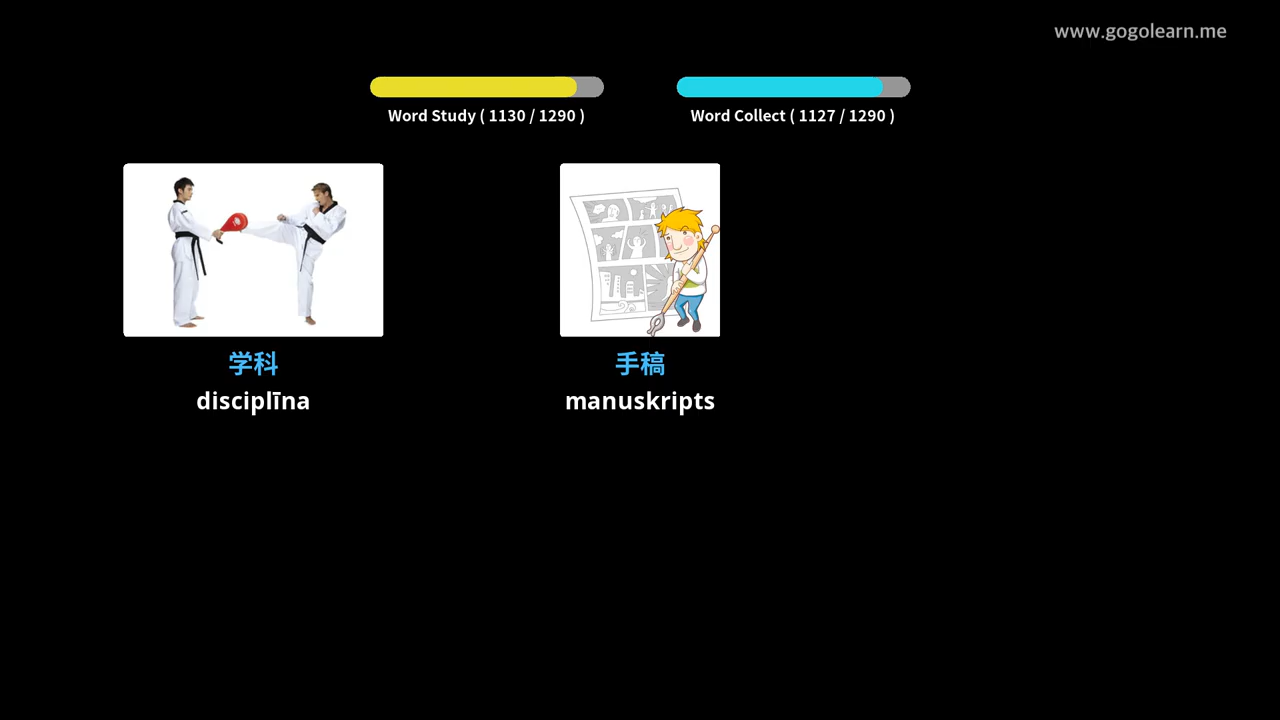 www.gogolearn.me
Word Study ( 1130 / 1290 )
Word Collect ( 1127 / 1290 )
学科
disciplīna
手稿
manuskripts